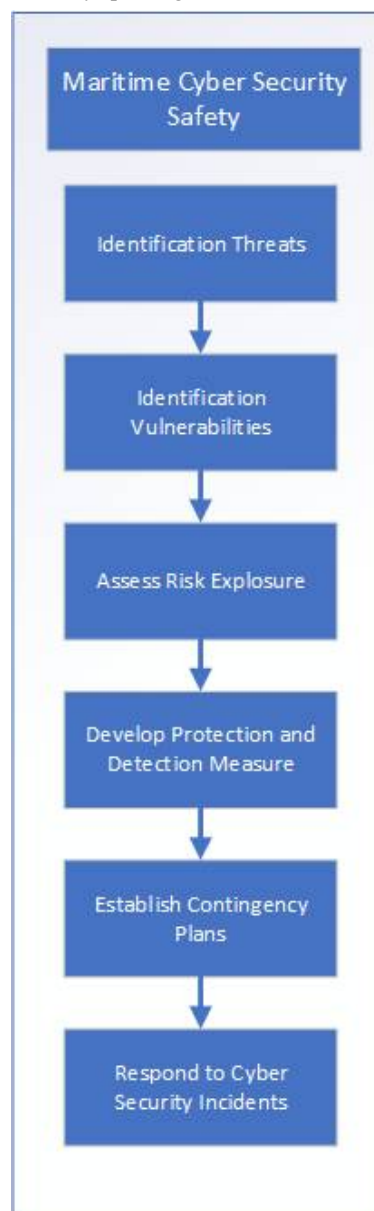 Maritime Cyber Security
Safety
Identification Threats
Identification
Vulnerabilities
Assess Risk Explosure
Develop Protection and
Detection Measure
Establish Contingency
Plans
Respond to Cyber
Security Incidents